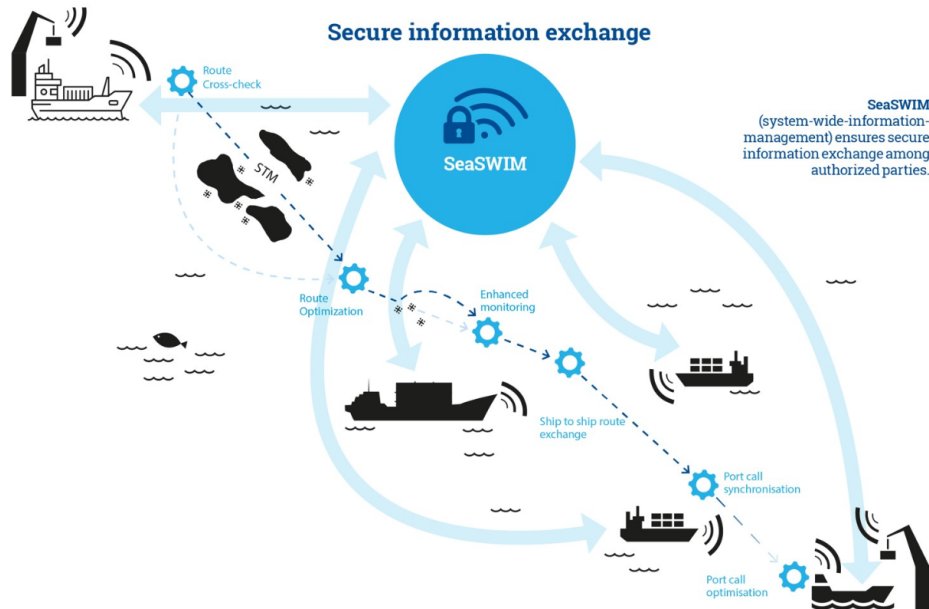 Secure information exchange
Route
Cross-check
SeaSWIM
SeaSWIM
(system-wide-information-
management) ensures secure
information exchange among
authorized parties.
STM
Route
Optimization
Enhanced
monitoring
Ship to ship route
exchange
Port call
synchronisation
Port call
optimisation